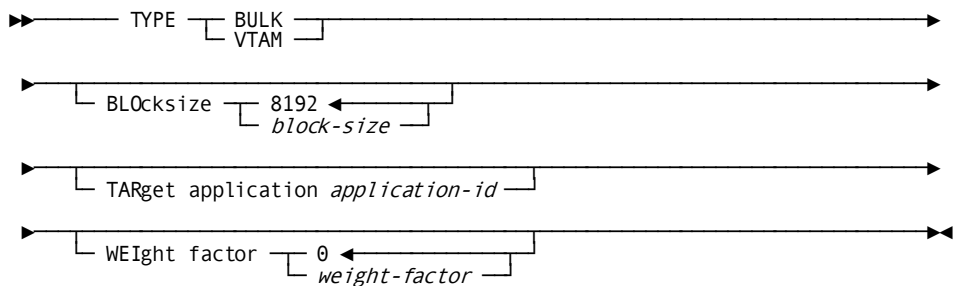 TYPE BULK
VTAM
BLOcksize 8192
block-size
TARget application application-id
WEIght factor 0
weight-factor